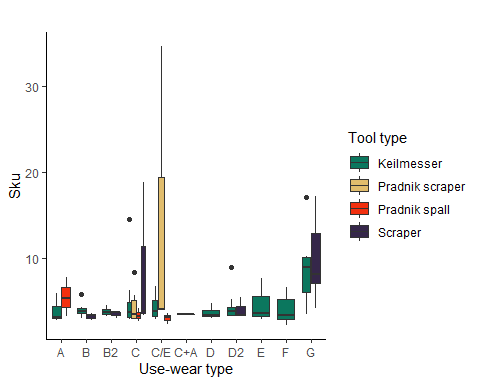 30
20
10
Sku
A B B2 C C/E C+A D D2 E F G
Use-wear type
Tool type
Keilmesser
Pradnik scraper
Pradnik spall
Scraper